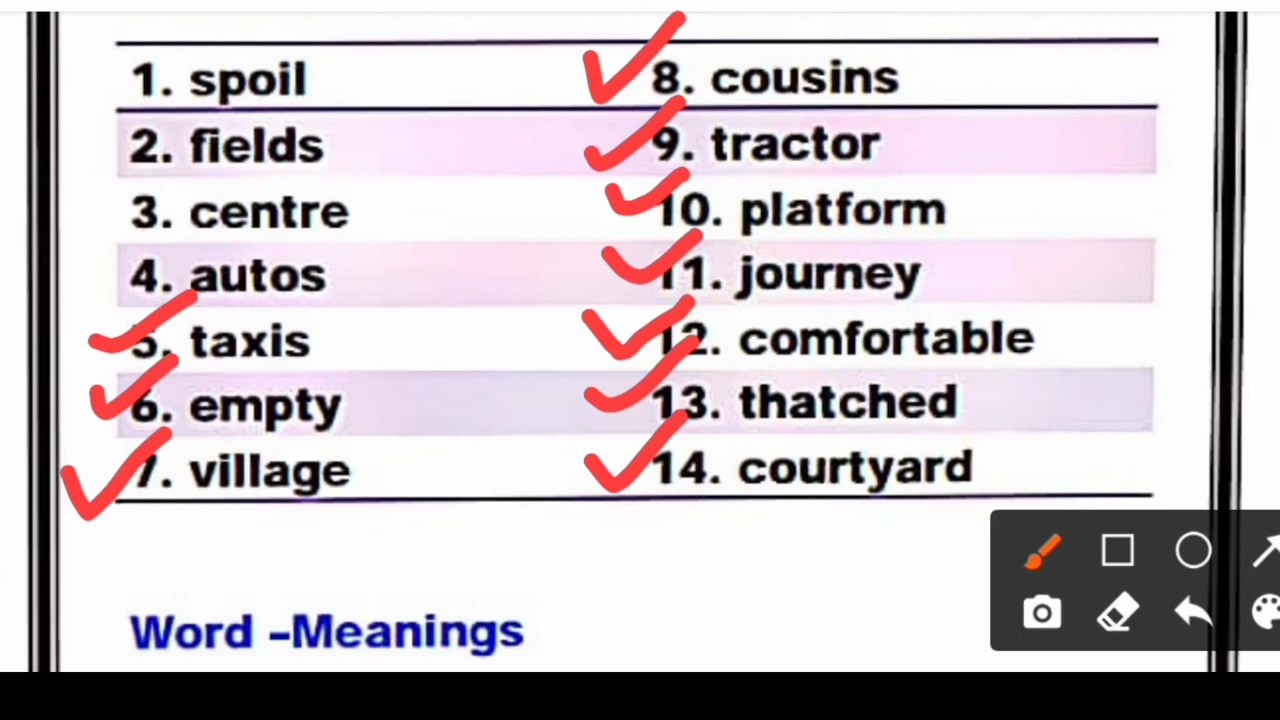 1. spoil 8. cousins
2. fields 9. tractor
3. centre 10. platform
4. autos 11. journey
5. taxis 12. comfortable
6. empty 13. thatched
7. village 14. courtyard
Word -Meanings